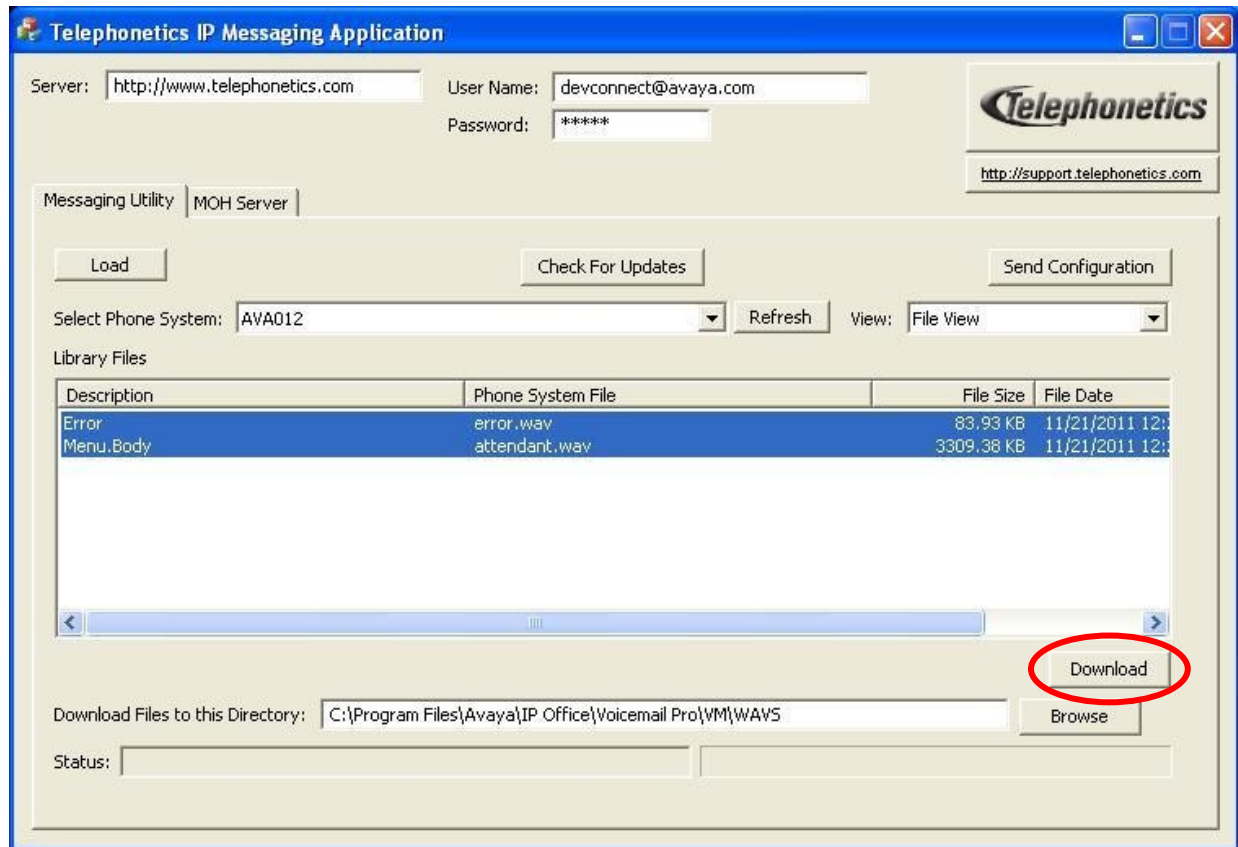 Telephonetics IP Messaging Application
Server: http://www.telephonetics.com User Name: devconnect@avaya.com
Password: *****
Telephonetics
http://support.telephonetics.com
Messaging Utility MOH Server
Load Check For Updates Send Configuration
Select Phone System: AVA012 Refresh View: File View
Library Files
Description Phone System File File Size File Date
Error error.wav 83.93 KB 11/21/2011 12:
Menu.Body attendant.wav 3309.38 KB 11/21/2011 12:
Download
Download Files to this Directory: C:\Program Files\Avaya\IP Office\Voicemail Pro\VM\WAVS Browse
Status: